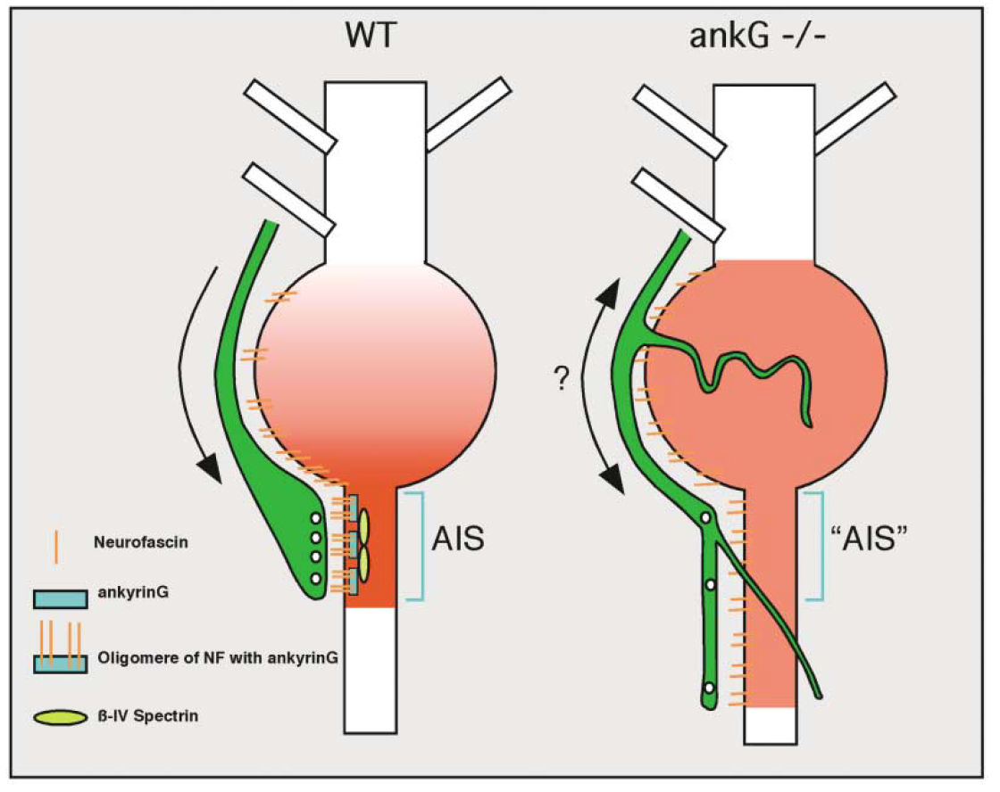 WT
ankG -/-
?
AIS
“AIS”
Neurofascin
ankyrinG
Oligomere of NF with ankyrinG
ß-IV Spectrin